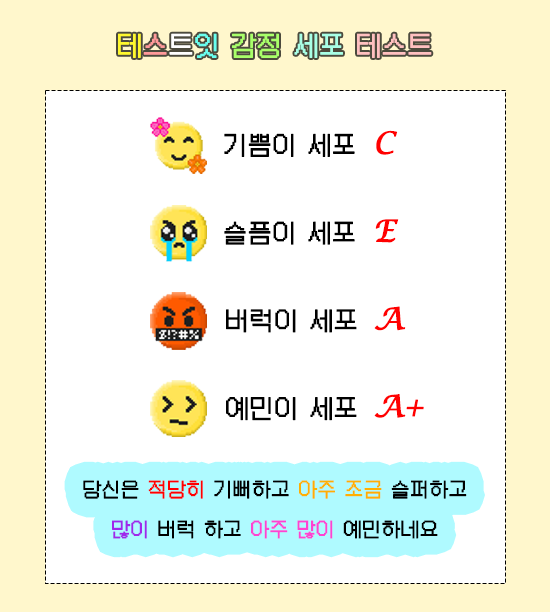 테스트잇 감정 세포 테스트
기쁨이 세포 C
슬픔이 세포 E
$!?#%
버럭이 세포 A
예민이 세포 A+
당신은 적당히 기뻐하고 아주 조금 슬퍼하고
많이 버럭 하고 아주 많이 예민하네요